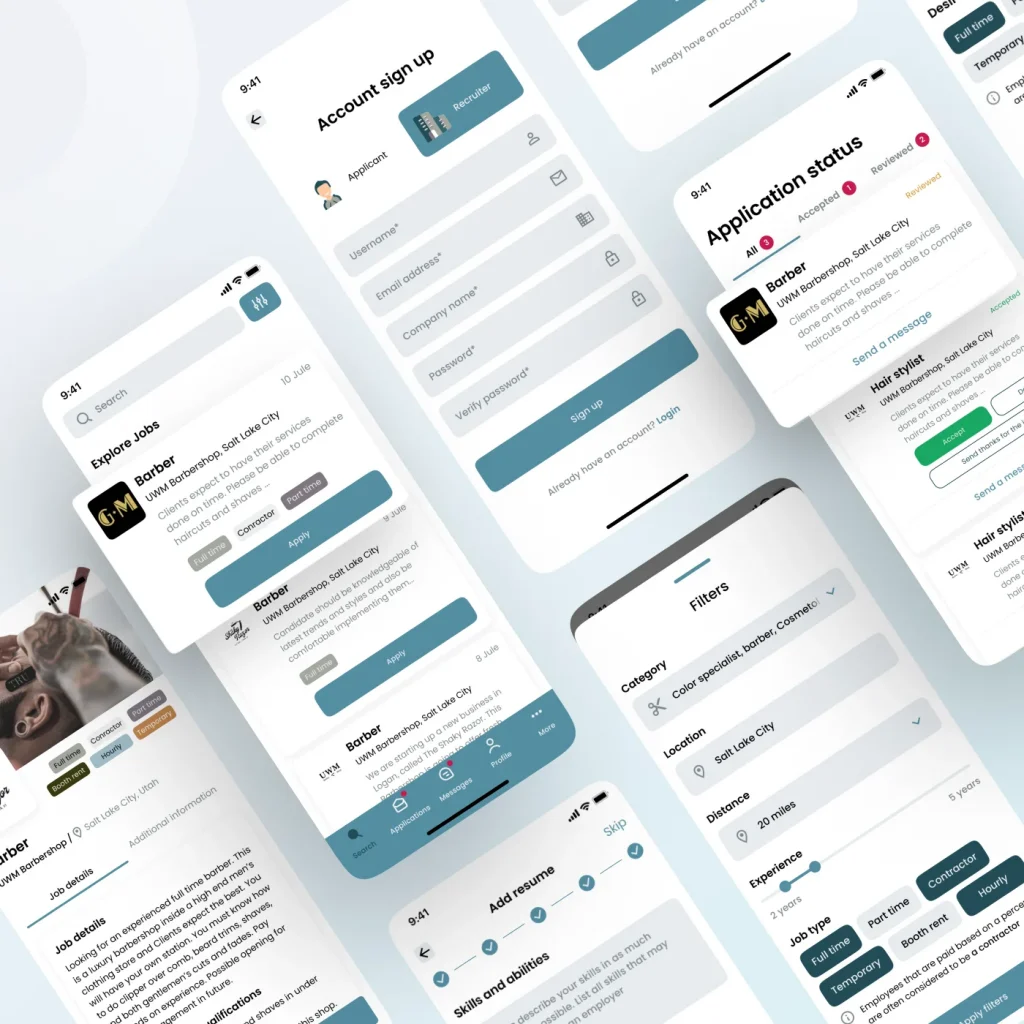 9:41
Account sign up
Applicant
Recruiter
Username*
Email address*
Company name*
Password*
Verify password*
Sign up
Already have an account? Login
Already have an account?
9:41
Application status
All 3
Accepted 1
Reviewed 2
Reviewed
G·M
Barber
UWM Barbershop, Salt Lake City
Clients expect to have their services
done on time. Please be able to complete
haircuts and shaves ...
Send a message
Accepted
UWM
Hair stylist
UWM Barbershop, Salt Lake City
Clients expect to have their services
done on time. Please be able to
haircuts and shaves ...
Accept
Send thanks for the
Send a
UWM
Hair stylist
UWM
Full time
Temporary
9:41
Search
Explore Jobs
10 Jule
G·M
Barber
UWM Barbershop, Salt Lake City
Clients expect to have their services
done on time. Please be able to complete
haircuts and shaves ...
Full time
Conractor
Part time
Apply
9 Jule
Barber
UWM Barbershop, Salt Lake City
Candidate should be knowledgeable of
latest trends and styles and also be
comfortable implementing them...
Full time
Apply
8 Jule
UWM
Barber
UWM Barbershop, Salt Lake City
We are starting up a new business in
Logan, called The Shaky Razor. This
Search
Applications
Messages
Profile
More
Full time
Conractor
Part time
Booth rent
Hourly
Temporary
UWM Barbershop / Salt Lake City, Utah
Job details
Additional information
Job details
Looking for an experienced full time barber. This
is a luxury barbershop inside a high end men's
clothing store and Clients expect the best. You
will have your own station. You must know how
to do clipper over comb, beard trims, shaves,
and both gentlemen's cuts and fades. Pay
on experience. Possible opening for
in future.
and shaves in under
this shop.
9:41
Skip
Add resume
Skills and abilities
describe your skills in as much
possible. List all skills that may
an employer
Filters
Category
Color specialist, barber, Cosmetol
Location
Salt Lake City
Distance
20 miles
Experience
2 years
5 years
Job type
Full time
Part time
Contractor
Temporary
Booth rent
Hourly
Employees that are paid based on a
are often considered to be a contractor
Apply filters